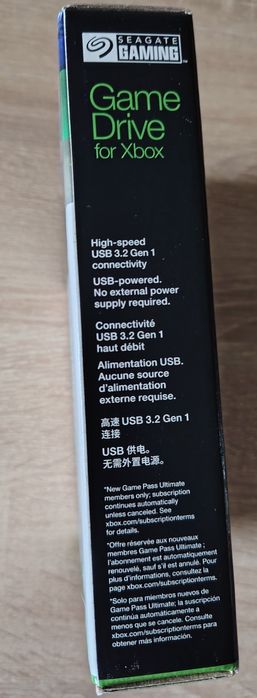 SEAGATE
GAMING
Game
Drive
for Xbox
High-speed
USB 3.2 Gen 1
connectivity
USB-powered.
No external power
supply required.
Connectivité
USB 3.2 Gen 1
haut débit
Alimentation USB.
Aucune source
d'alimentation
externe requise.
高速 USB 3.2 Gen 1
连接
USB 供电。
无需外置电源。
*New Game Pass Ultimate
members only; subscription
continues automatically
unless canceled. See
xbox.com/subscriptionterms
for details.
*Offre réservée aux nouveaux
membres Game Pass Ultimate ;
l'abonnement est automatiquement
renouvelé, sauf s'il est annulé. Pour
plus d'informations, consultez la
page xbox.com/subscriptionterms.
*Solo para miembros nuevos de
Game Pass Ultimate; la suscripción
continúa automáticamente a
menos que se cancele. Consulte
xbox.com/subscriptionterms para
obtener más información.